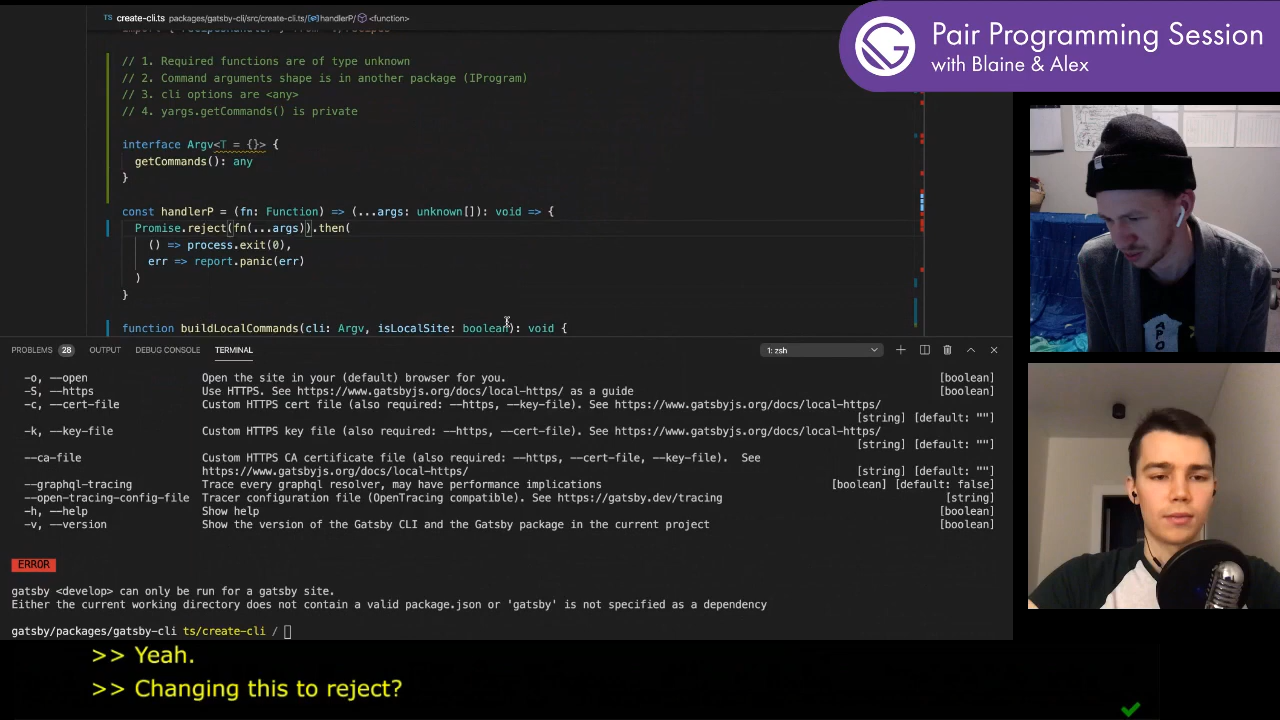 TS create-cli.ts packages/gatsby-cli/src/create-cli.ts/handlerP/<function>
// 1. Required functions are of type unknown
// 2. Command arguments shape is in another package (IProgram)
// 3. cli options are <any>
// 4. yargs.getCommands() is private
interface Argv<T = {}> {
getCommands(): any
}
const handlerP = (fn: Function) => (...args: unknown[]): void => {
Promise.reject(fn(...args)).then(
() => process.exit(0),
err => report.panic(err)
)
}
function buildLocalCommands(cli: Argv, isLocalSite: boolean): void {
PROBLEMS 28 OUTPUT DEBUG CONSOLE TERMINAL 1: zsh
-o, --open Open the site in your (default) browser for you. [boolean]
-S, --https Use HTTPS. See https://www.gatsbyjs.org/docs/local-https/ as a guide [boolean]
-c, --cert-file Custom HTTPS cert file (also required: --https, --key-file). See https://www.gatsbyjs.org/docs/local-https/
[string] [default: ""]
-k, --key-file Custom HTTPS key file (also required: --https, --cert-file). See https://www.gatsbyjs.org/docs/local-https/
[string] [default: ""]
--ca-file Custom HTTPS CA certificate file (also required: --https, --cert-file, --key-file). See
https://www.gatsbyjs.org/docs/local-https/ [string] [default: ""]
--graphql-tracing Trace every graphql resolver, may have performance implications [boolean] [default: false]
--open-tracing-config-file Tracer configuration file (OpenTracing compatible). See https://gatsby.dev/tracing [string]
-h, --help Show help [boolean]
-v, --version Show the version of the Gatsby CLI and the Gatsby package in the current project [boolean]
ERROR
gatsby <develop> can only be run for a gatsby site.
Either the current working directory does not contain a valid package.json or 'gatsby' is not specified as a dependency
gatsby/packages/gatsby-cli ts/create-cli /
Pair Programming Session
with Blaine & Alex
>> Yeah.
>> Changing this to reject?